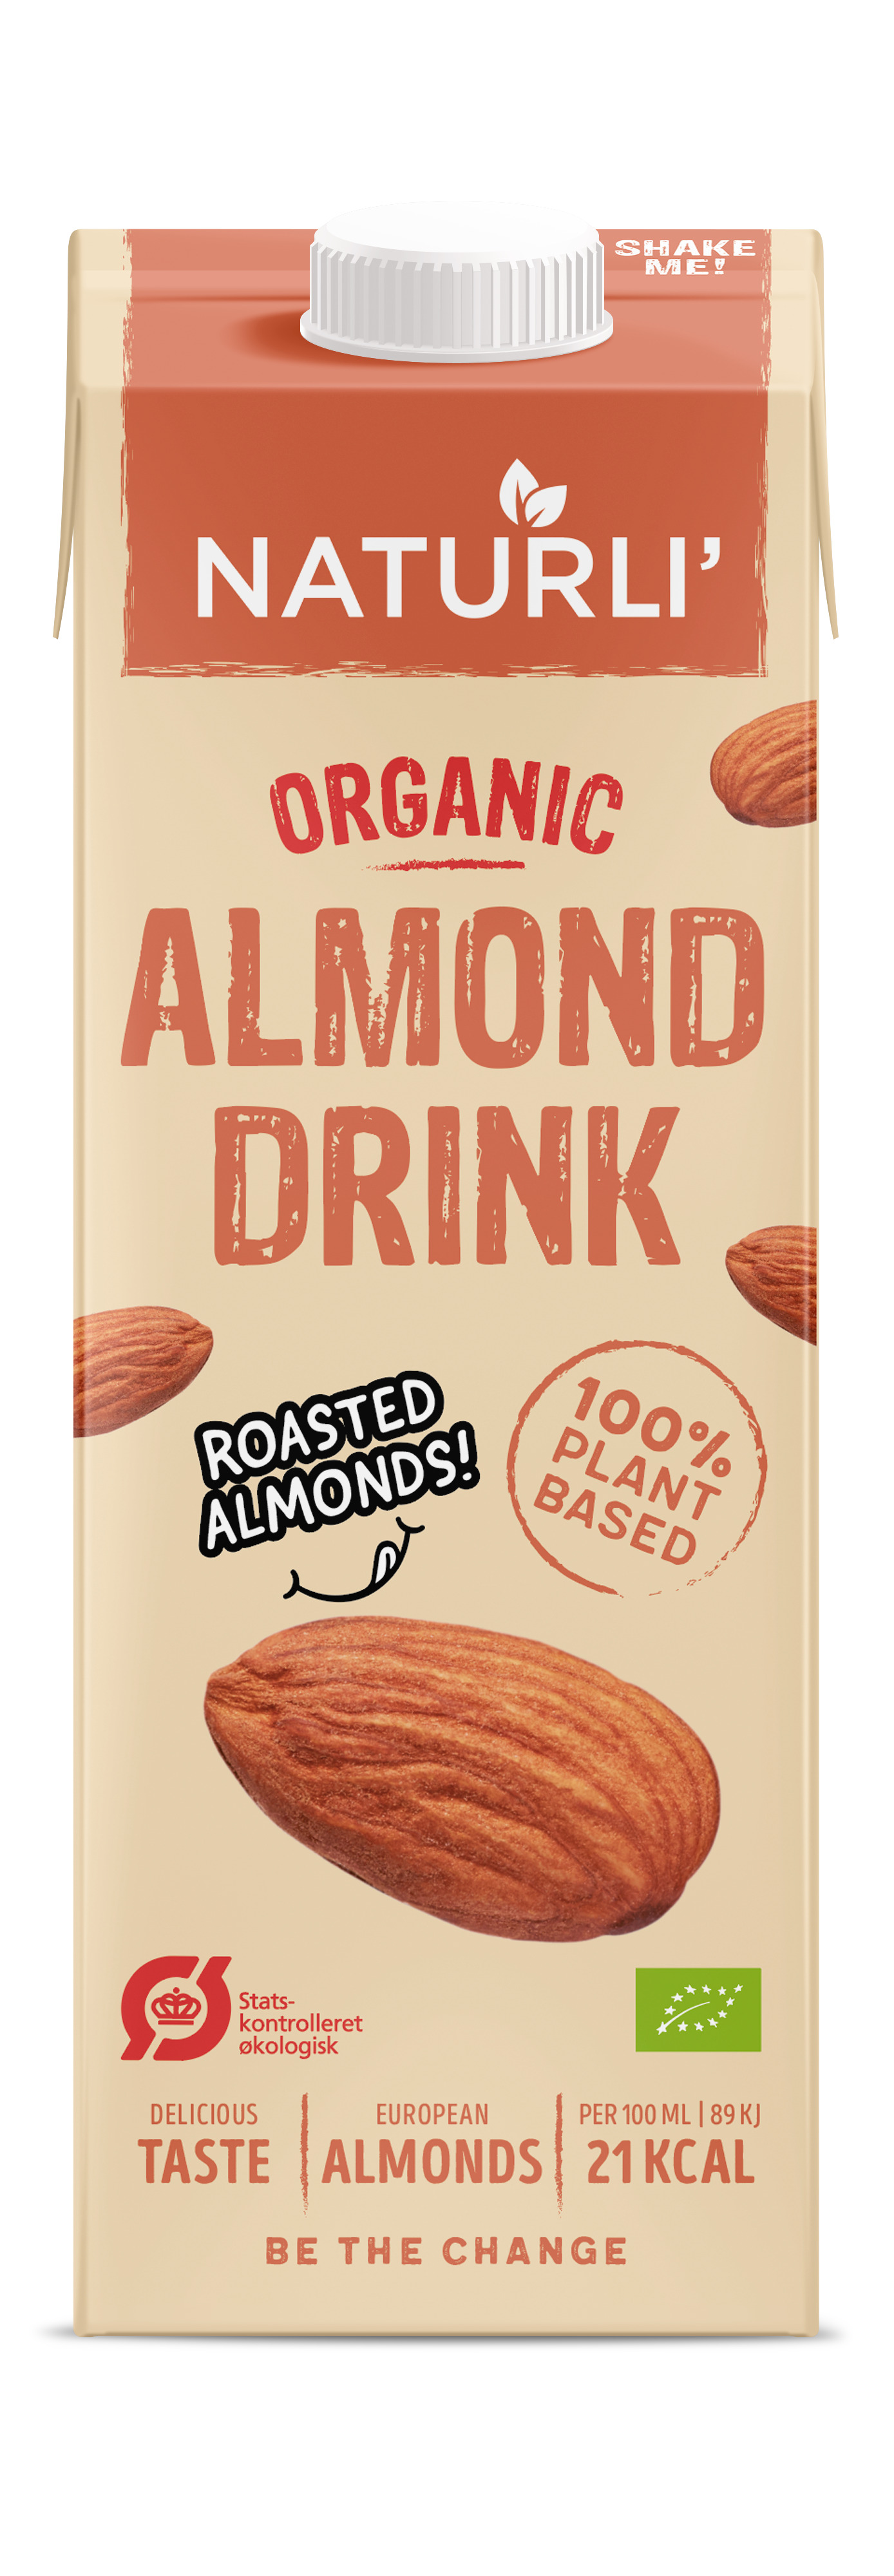 SHAKE
ME!
NATURLI’
ORGANIC
ALMOND
DRINK
ROASTED
ALMONDS!
100%
PLANT
BASED
Stats-
kontrolleret
økologisk
DELICIOUS
TASTE
EUROPEAN
ALMONDS
PER 100 ML | 89 KJ
21 KCAL
BE THE CHANGE